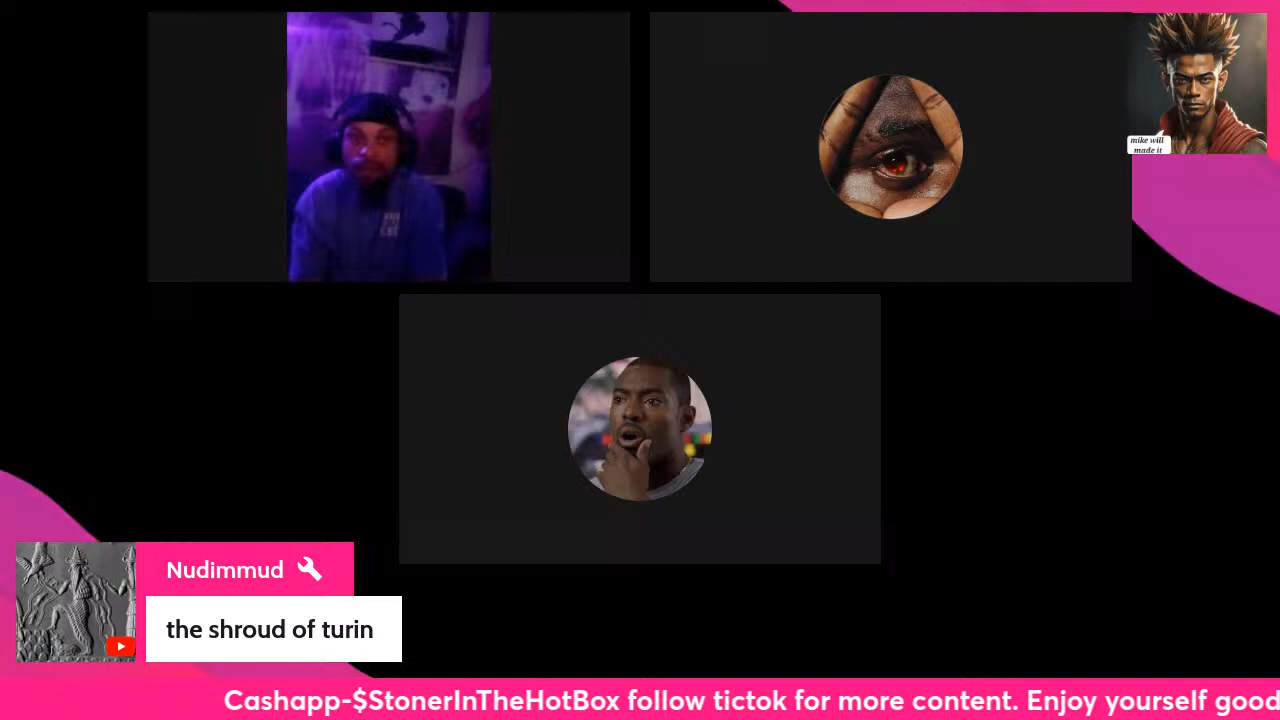 mike will
made it
Nudimmud
the shroud of turin
Cashapp-$StonerInTheHotBox follow tictok for more content. Enjoy yourself good